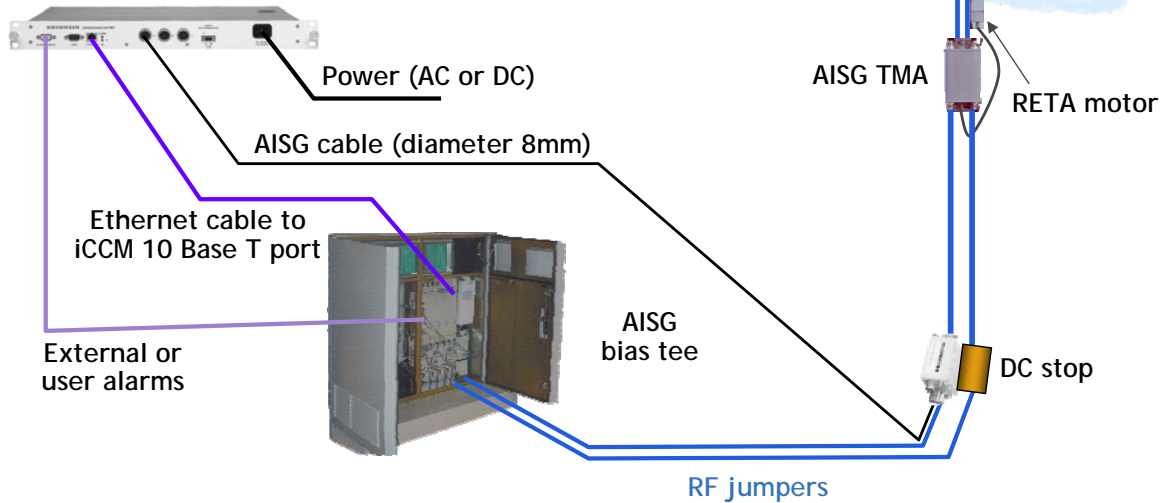 KATHREIN
Power (AC or DC)
AISG TMA
RETA motor
AISG cable (diameter 8mm)
Ethernet cable to
iCCM 10 Base T port
AISG
bias tee
External or
user alarms
DC stop
RF jumpers